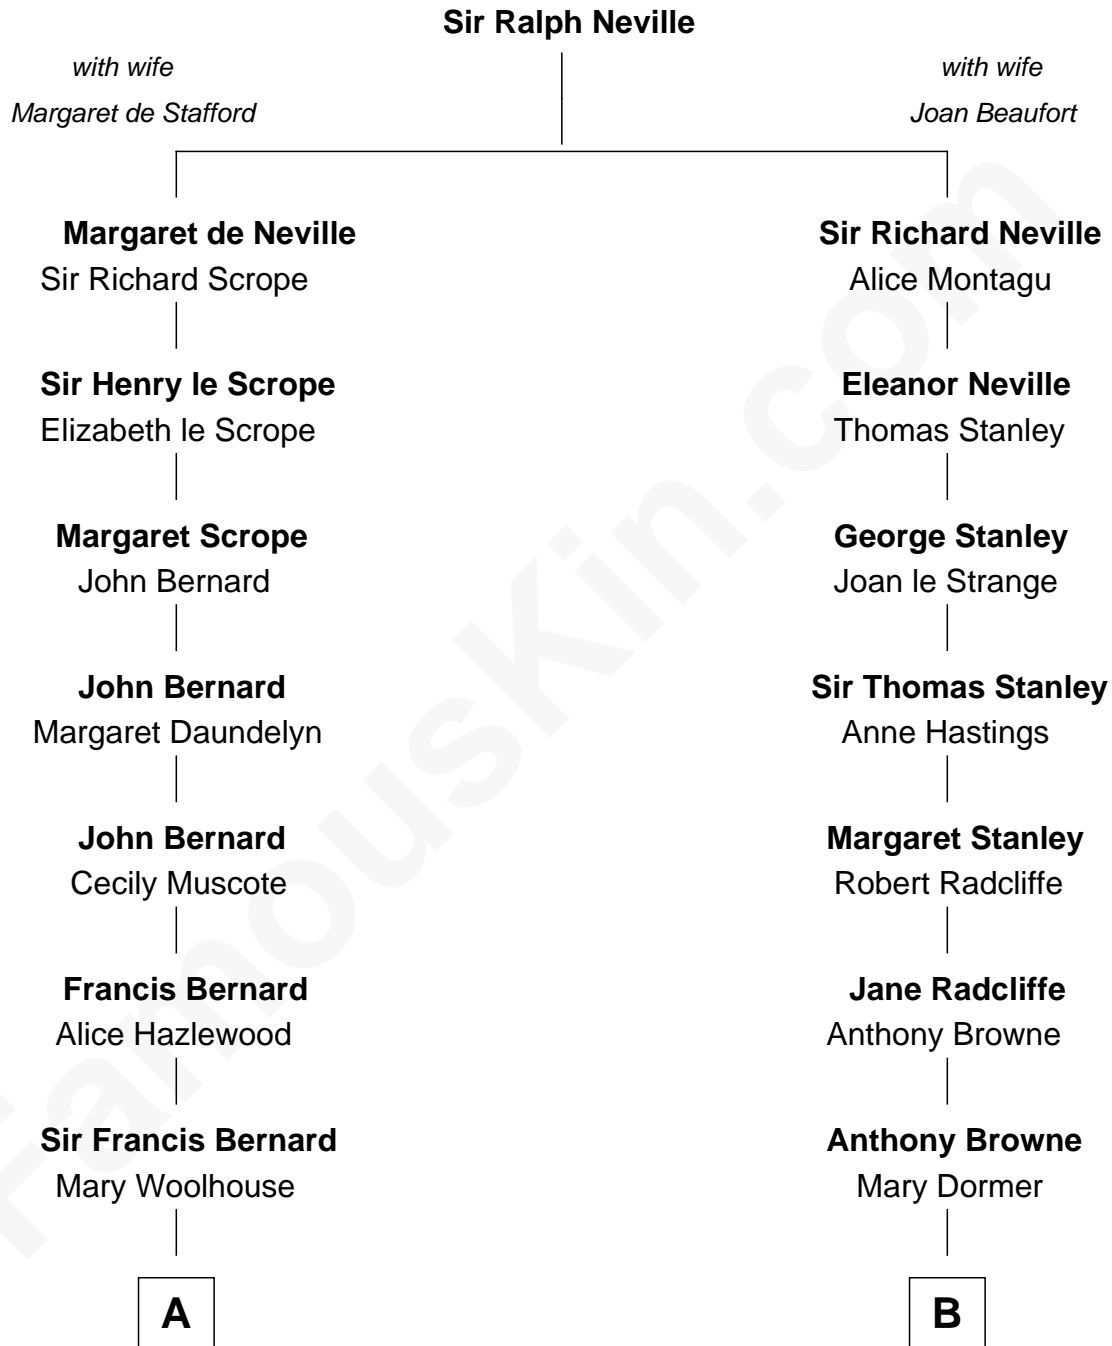 Sir Ralph Neville
with wife
Margaret de Stafford
with wife
Joan Beaufort
Margaret de Neville
Sir Richard Scrope
Sir Richard Neville
Alice Montagu
Sir Henry le Scrope
Elizabeth le Scrope
Eleanor Neville
Thomas Stanley
Margaret Scrope
John Bernard
George Stanley
Joan le Strange
John Bernard
Margaret Daundelyn
Sir Thomas Stanley
Anne Hastings
John Bernard
Cecily Muscote
Margaret Stanley
Robert Radcliffe
Francis Bernard
Alice Hazlewood
Jane Radcliffe
Anthony Browne
Sir Francis Bernard
Mary Woolhouse
Anthony Browne
Mary Dormer
A
B
FamousKin.com